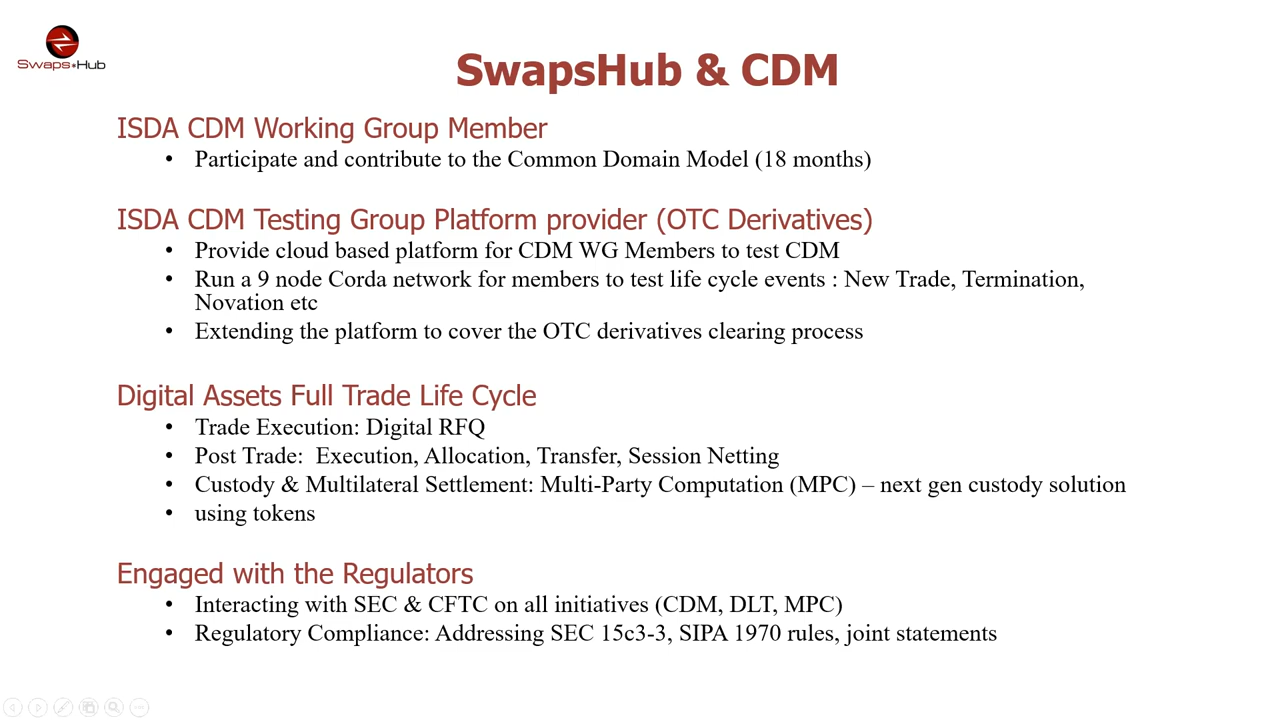 Swaps Hub
SwapsHub & CDM
ISDA CDM Working Group Member
• Participate and contribute to the Common Domain Model (18 months)
ISDA CDM Testing Group Platform provider (OTC Derivatives)
• Provide cloud based platform for CDM WG Members to test CDM
• Run a 9 node Corda network for members to test life cycle events : New Trade, Termination,
Novation etc
• Extending the platform to cover the OTC derivatives clearing process
Digital Assets Full Trade Life Cycle
• Trade Execution: Digital RFQ
• Post Trade:  Execution, Allocation, Transfer, Session Netting
• Custody & Multilateral Settlement: Multi-Party Computation (MPC) – next gen custody solution
• using tokens
Engaged with the Regulators
• Interacting with SEC & CFTC on all initiatives (CDM, DLT, MPC)
• Regulatory Compliance: Addressing SEC 15c3-3, SIPA 1970 rules, joint statements